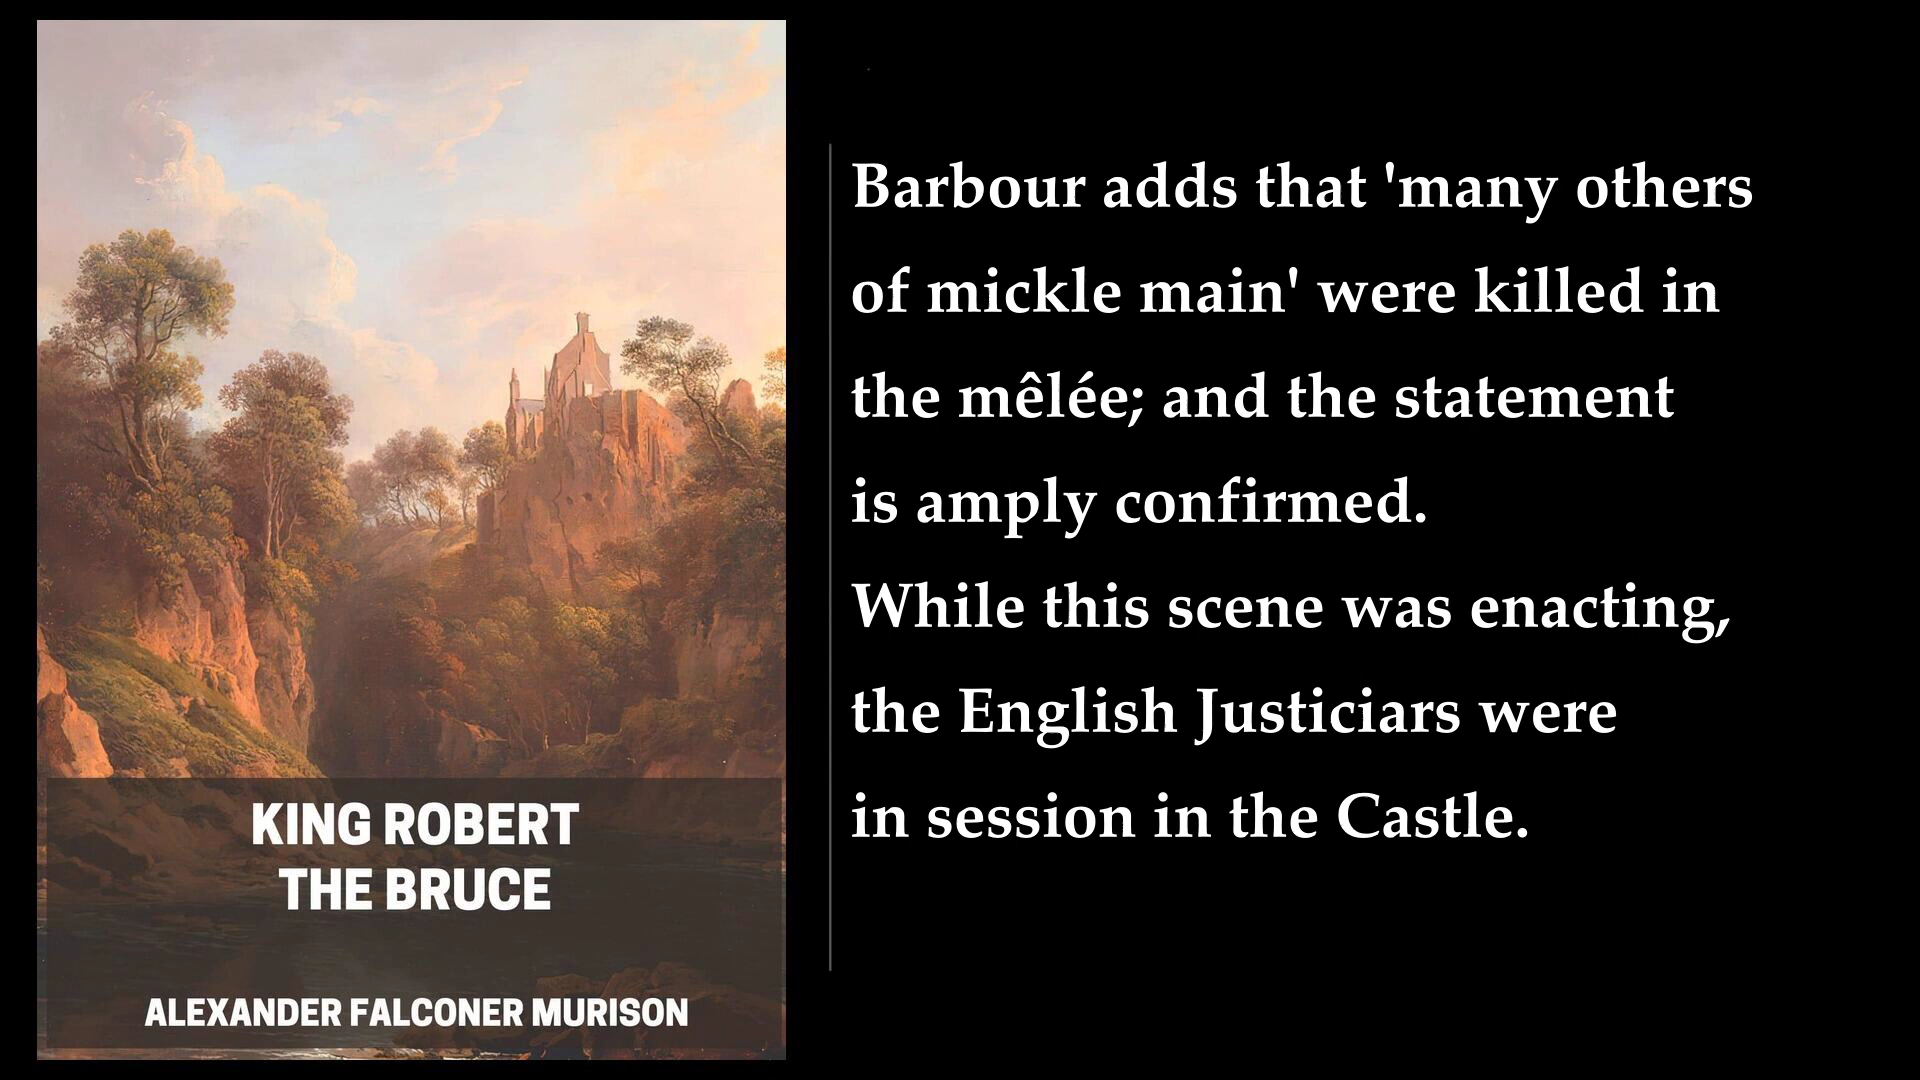 KING ROBERT
THE BRUCE
ALEXANDER FALCONER MURISON
Barbour adds that 'many others
of mickle main' were killed in
the mêlée; and the statement
is amply confirmed.
While this scene was enacting,
the English Justiciars were
in session in the Castle.